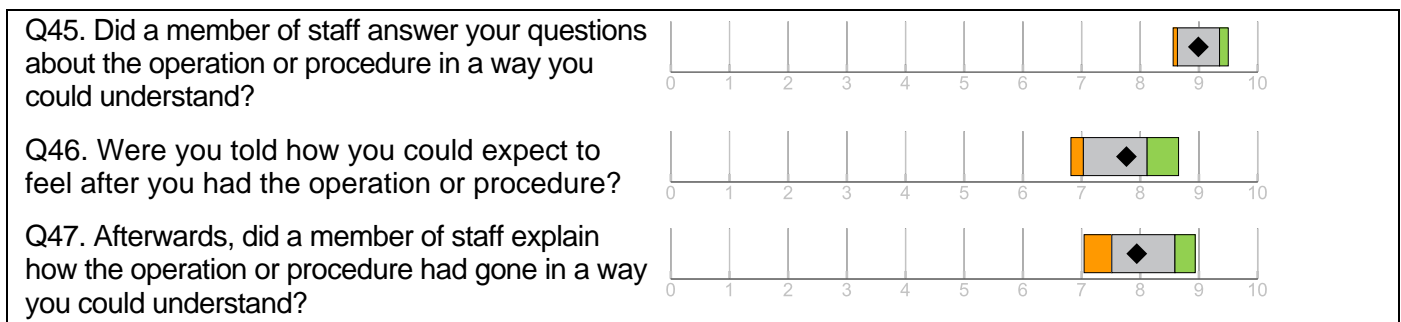 Q45. Did a member of staff answer your questions
about the operation or procedure in a way you
could understand?
0 1 2 3 4 5 6 7 8 9 10
Q46. Were you told how you could expect to
feel after you had the operation or procedure?
0 1 2 3 4 5 6 7 8 9 10
Q47. Afterwards, did a member of staff explain
how the operation or procedure had gone in a way
you could understand?
0 1 2 3 4 5 6 7 8 9 10